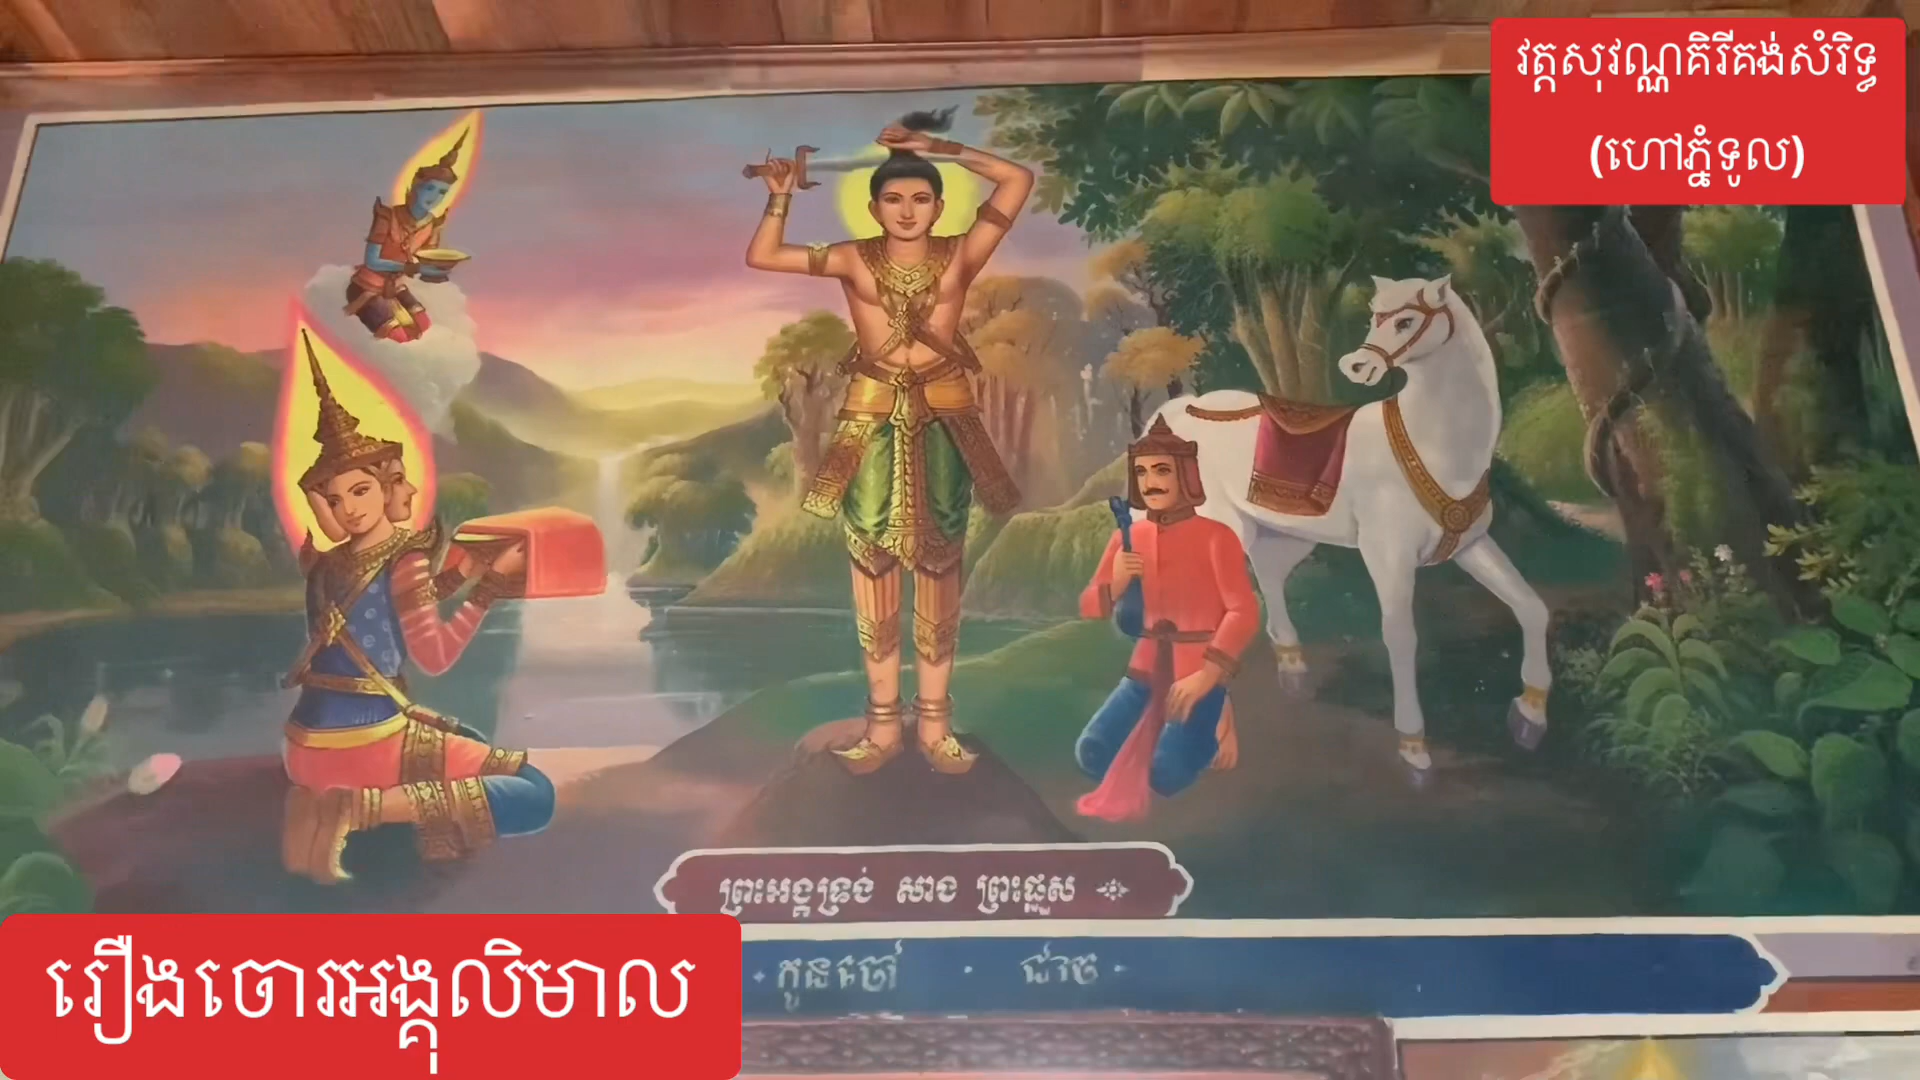 វត្តសុវណ្ណគិរីគង់សំរិទ្ធ
(ហៅភ្នំទូល)
ព្រះអង្គទ្រង់ សាង ព្រះផ្នួស
កូនចៅ
រឿងចោរអង្គុលិមាល